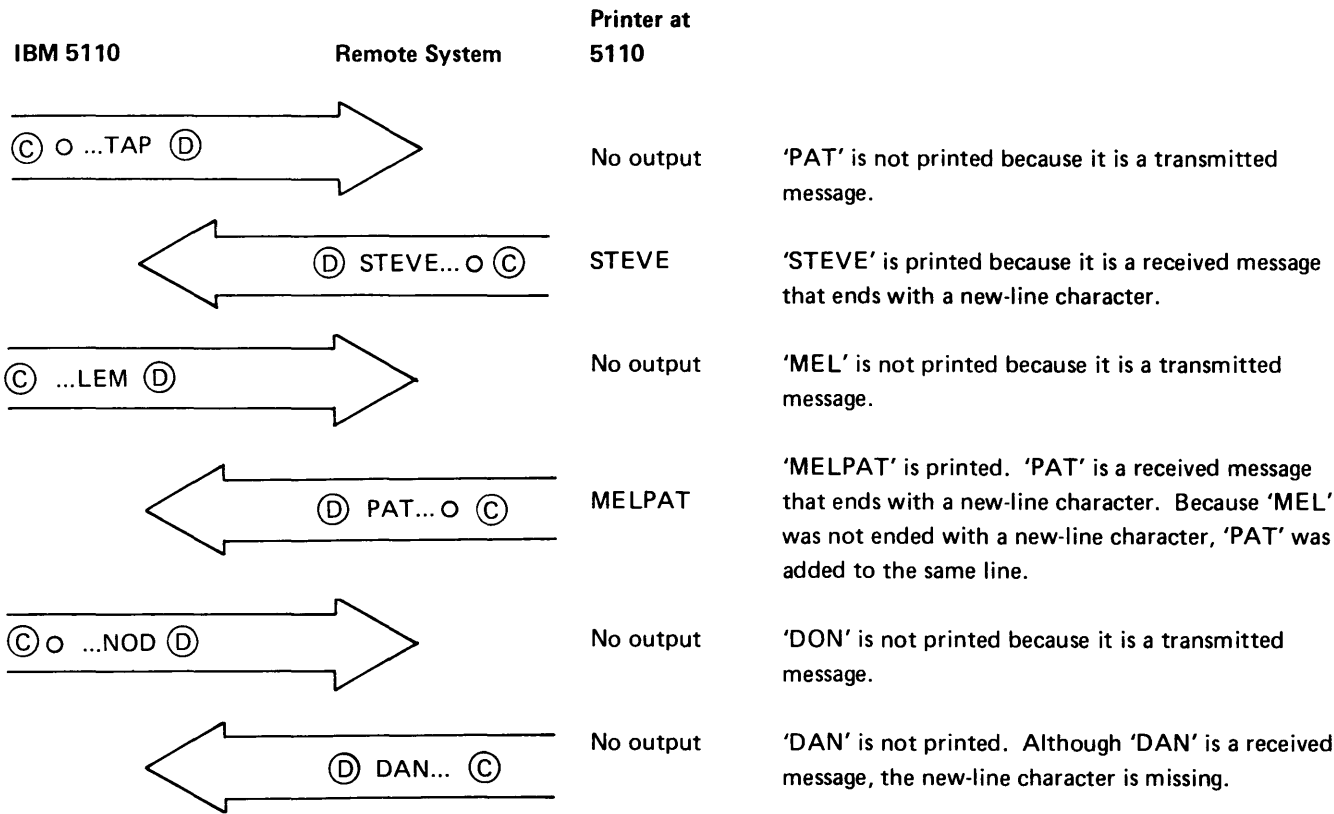 Printer at
IBM 5110 Remote System 5110
Ⓒ o ...TAP Ⓓ
No output 'PAT' is not printed because it is a transmitted
message.
Ⓓ STEVE... o Ⓒ
STEVE 'STEVE' is printed because it is a received message
that ends with a new-line character.
Ⓒ ...LEM Ⓓ
No output 'MEL' is not printed because it is a transmitted
message.
Ⓓ PAT... o Ⓒ
'MELPAT' is printed. 'PAT' is a received message
MELPAT that ends with a new-line character. Because 'MEL'
was not ended with a new-line character, 'PAT' was
added to the same line.
Ⓒ o ...NOD Ⓓ
No output 'DON' is not printed because it is a transmitted
message.
Ⓓ DAN... Ⓒ
No output 'DAN' is not printed. Although 'DAN' is a received
message, the new-line character is missing.